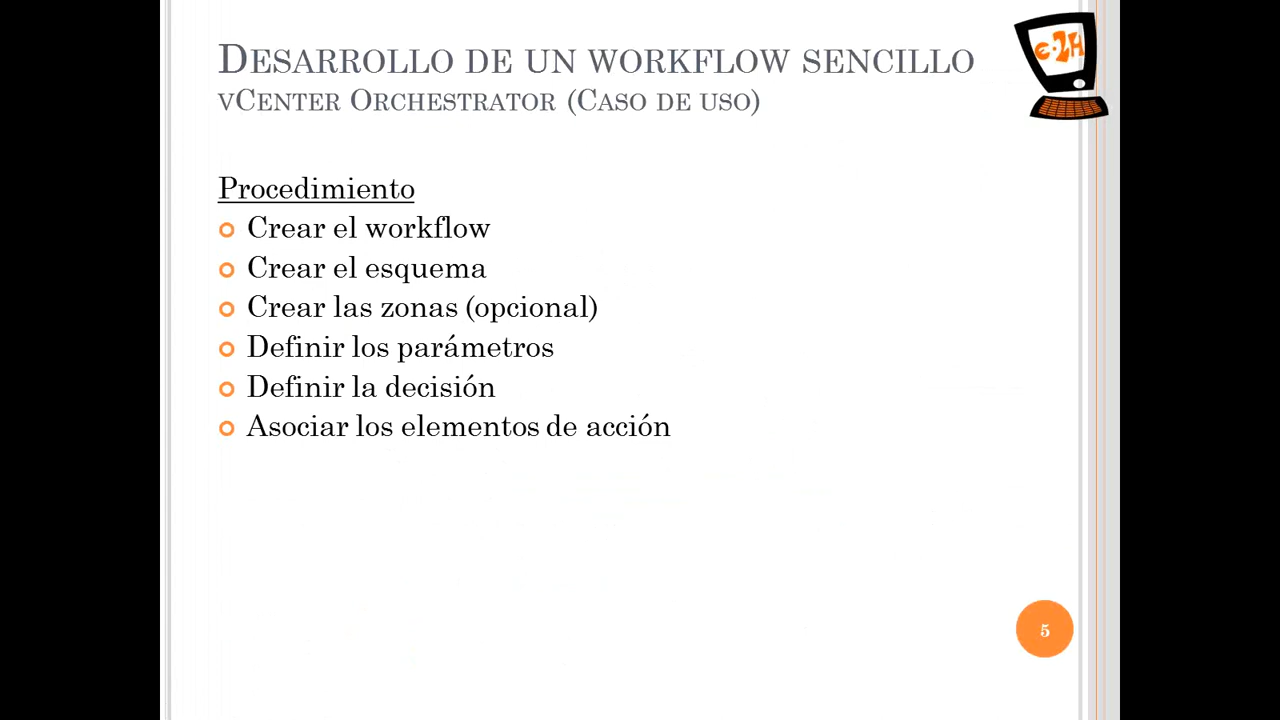 DESARROLLO DE UN WORKFLOW SENCILLO
VCENTER ORCHESTRATOR (CASO DE USO)
e-ZH
Procedimiento
Crear el workflow
Crear el esquema
Crear las zonas (opcional)
Definir los parámetros
Definir la decisión
Asociar los elementos de acción
5